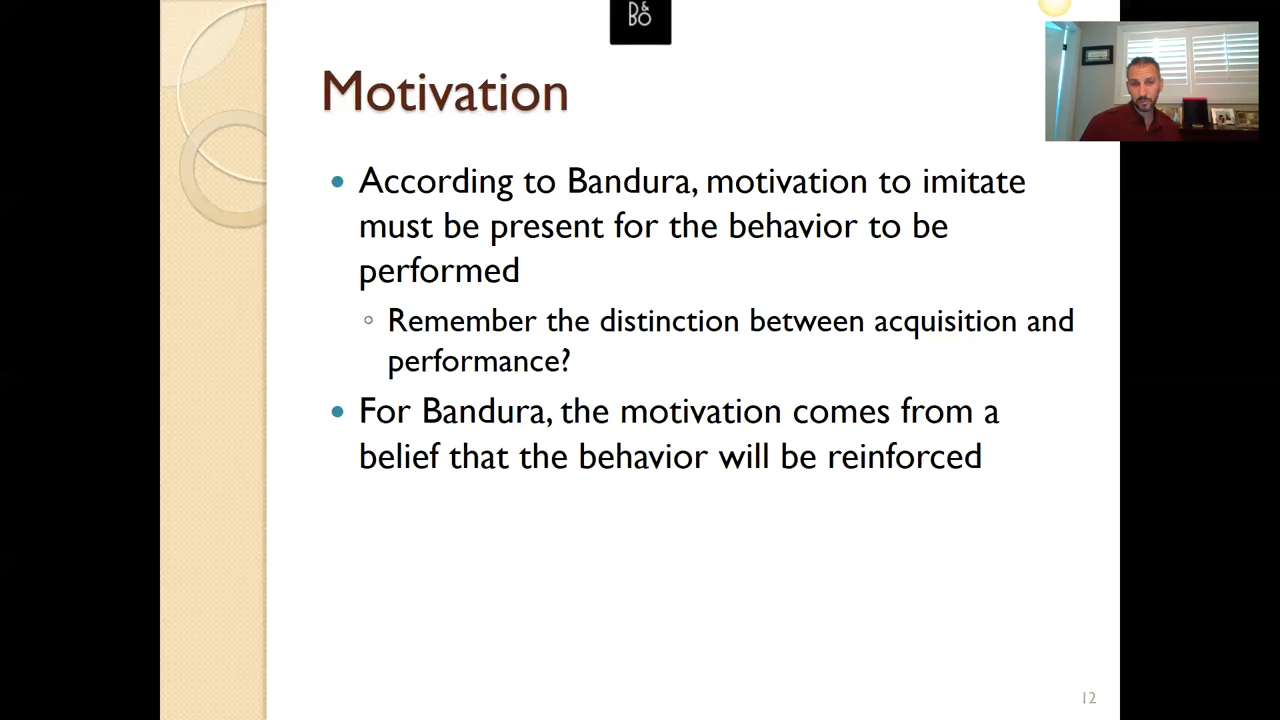 B&O
Motivation
According to Bandura, motivation to imitate
must be present for the behavior to be
performed
Remember the distinction between acquisition and
performance?
For Bandura, the motivation comes from a
belief that the behavior will be reinforced
12